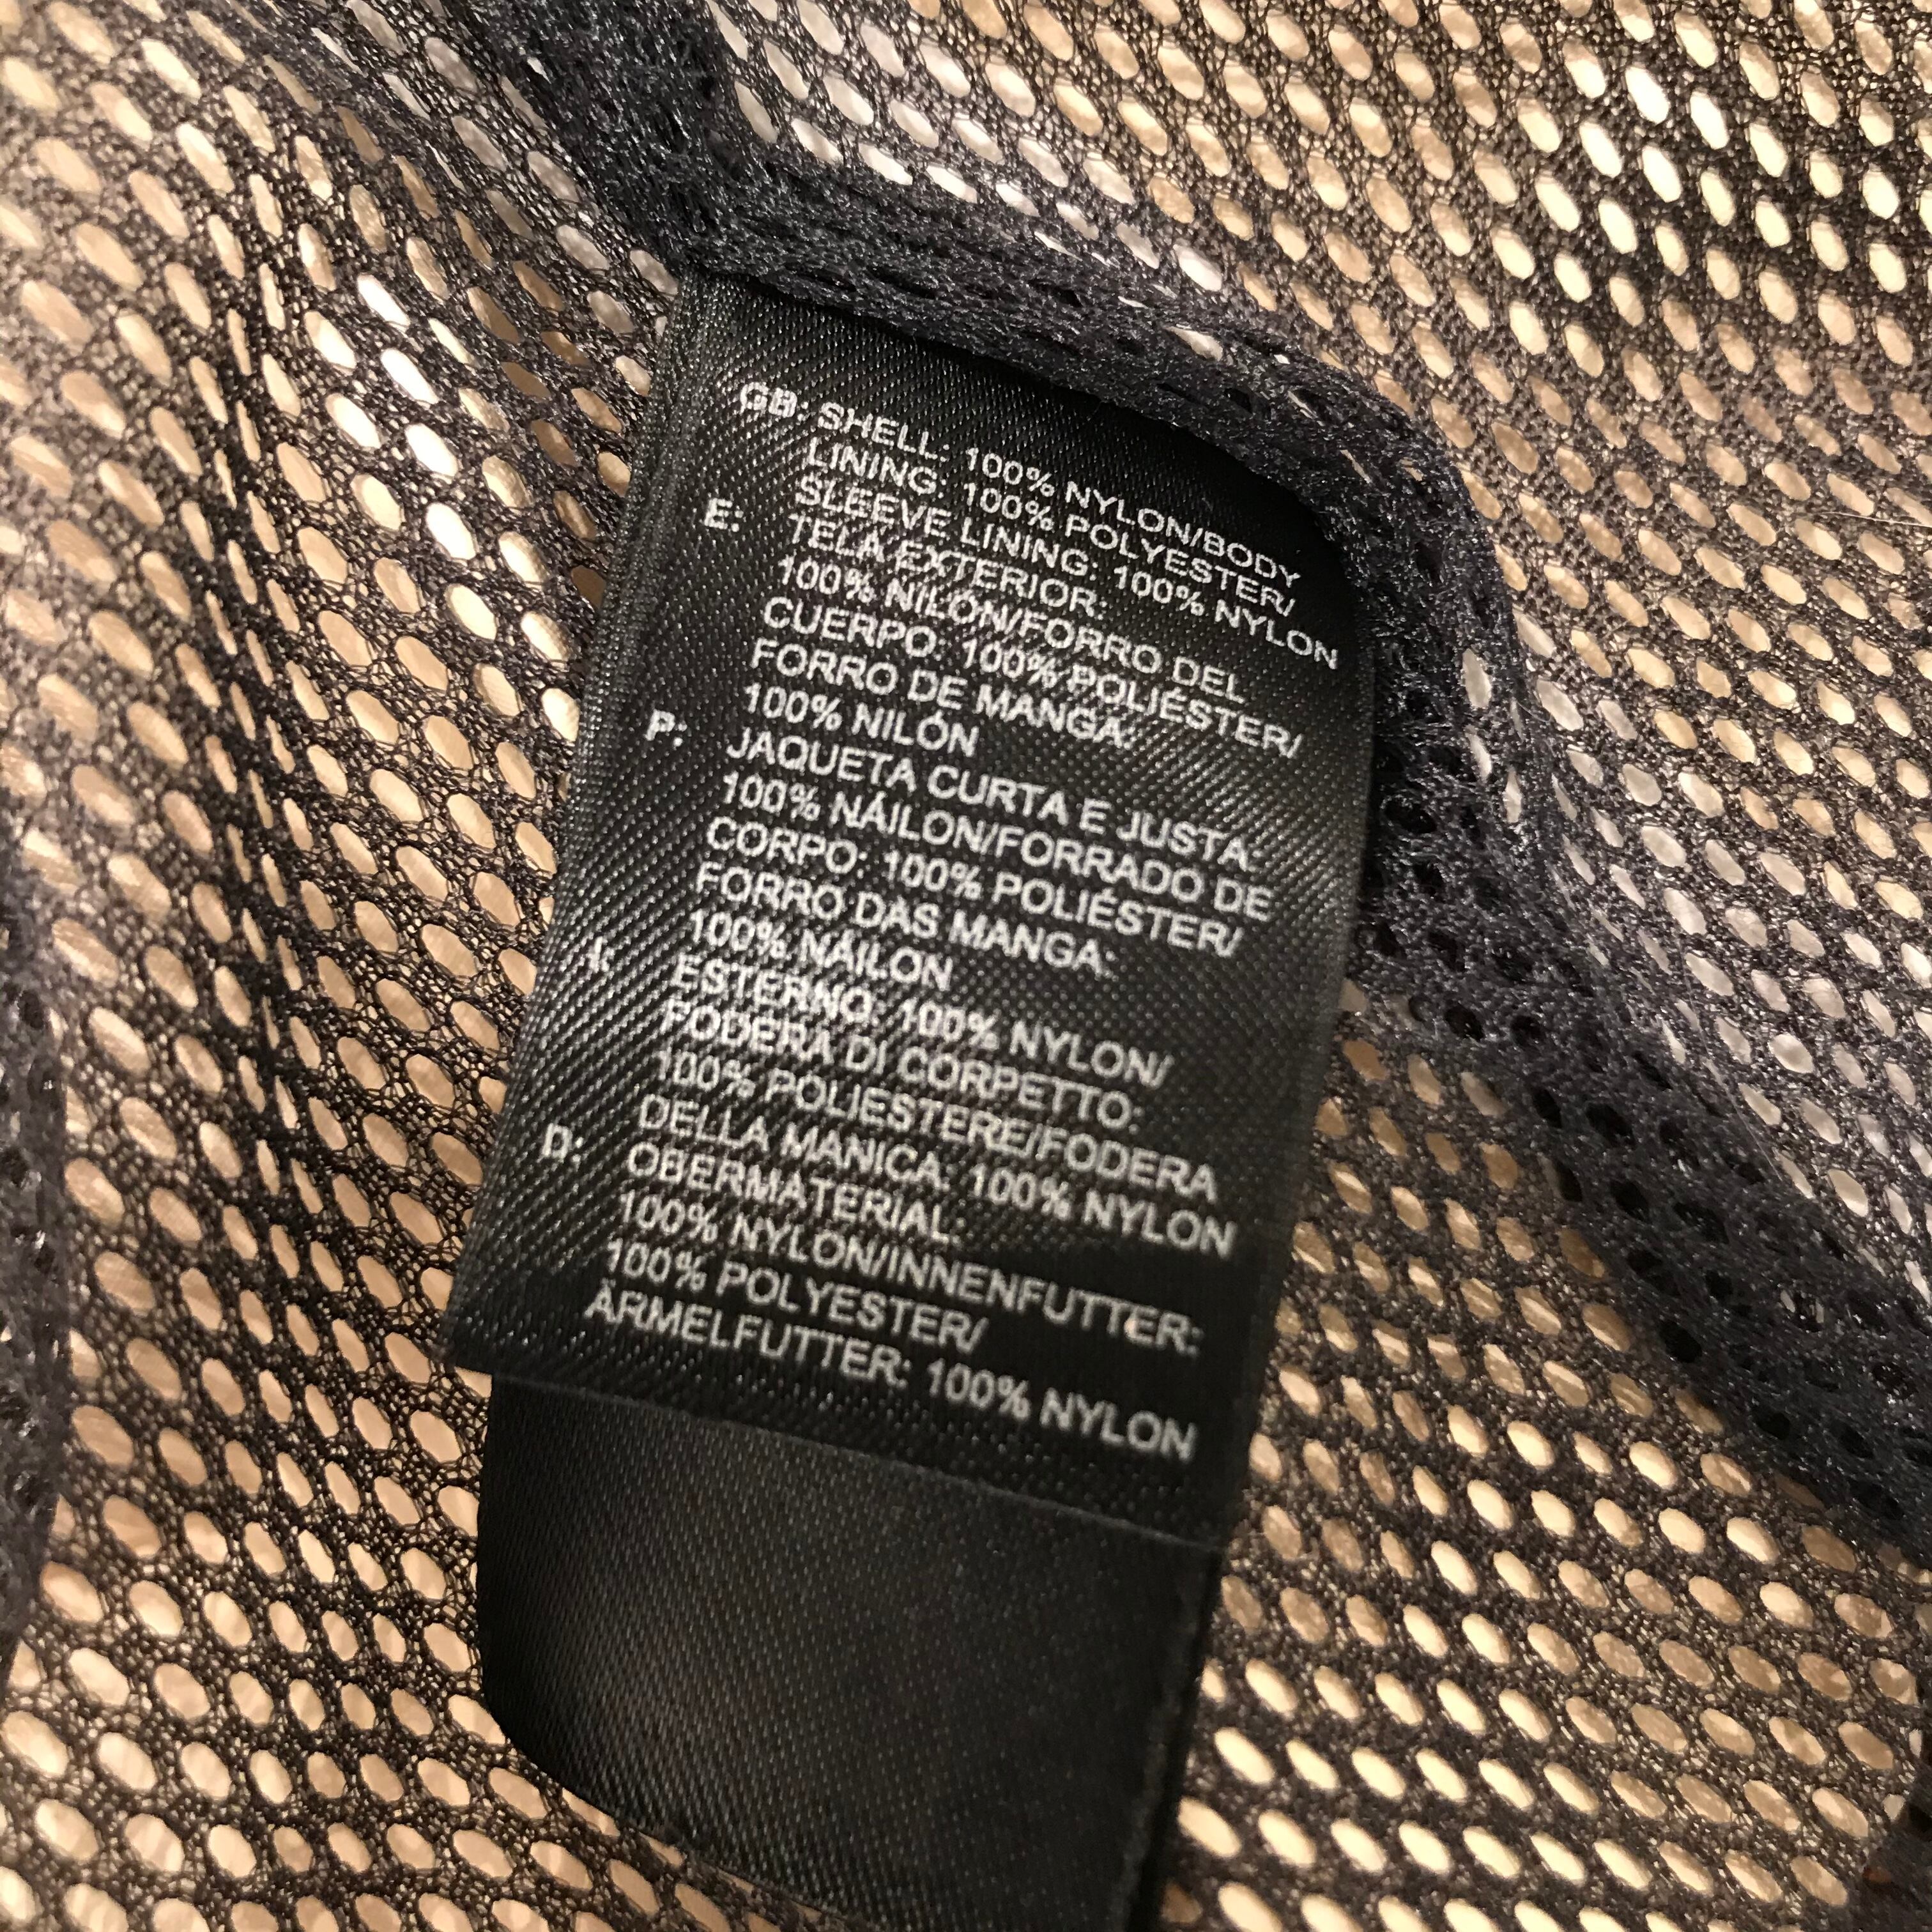 GB: SHELL: 100% NYLON/BODY
LINING: 100% POLYESTER/
SLEEVE LINING: 100% NYLON
E: TELA EXTERIOR:
100% NILÓN/FORRO DEL
CUERPO: 100% POLIÉSTER/
FORRO DE MANGA:
100% NILÓN
P: JAQUETA CURTA E JUSTA:
100% NÁILON/FORRADO DE
CORPO: 100% POLIÉSTER/
FORRO DAS MANGA:
100% NÁILON
I: ESTERNO: 100% NYLON/
FODERA DI CORPETTO:
100% POLIESTERE/FODERA
DELLA MANICA: 100% NYLON
D: OBERMATERIAL:
100% NYLON/INNENFUTTER:
100% POLYESTER/
ÄRMELFUTTER: 100% NYLON